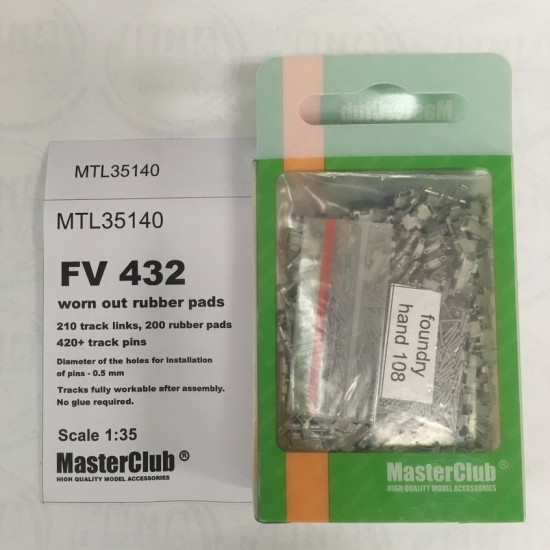 MTL35140
MTL35140
FV 432
worn out rubber pads
210 track links, 200 rubber pads
420+ track pins
Diameter of the holes for installation
of pins - 0.5 mm
Tracks fully workable after assembly.
No glue required.
Scale 1:35
MasterClub ®
HIGH QUALITY MODEL ACCESSORIES
foundry
hand 108
MasterClub ®
HIGH QUALITY MODEL ACCESSORIES